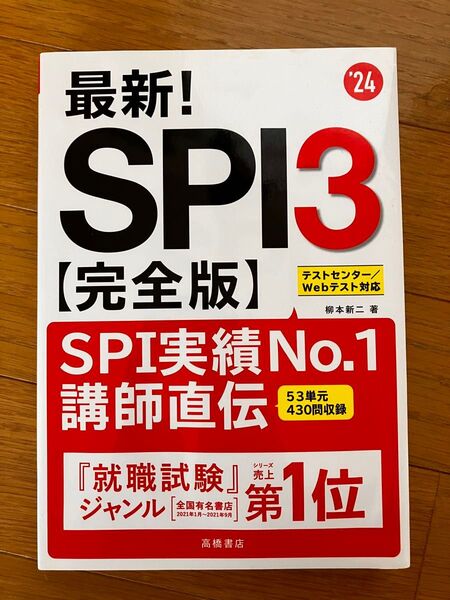 '24
最新!
SPI3
【完全版】
テストセンター/
Webテスト対応
柳本新二 著
SPI実績No.1
講師直伝
53単元
430問収録
『就職試験』
ジャンル
[全国有名書店]
2021年1月~2021年9月
シリーズ
売上
第1位
高橋書店